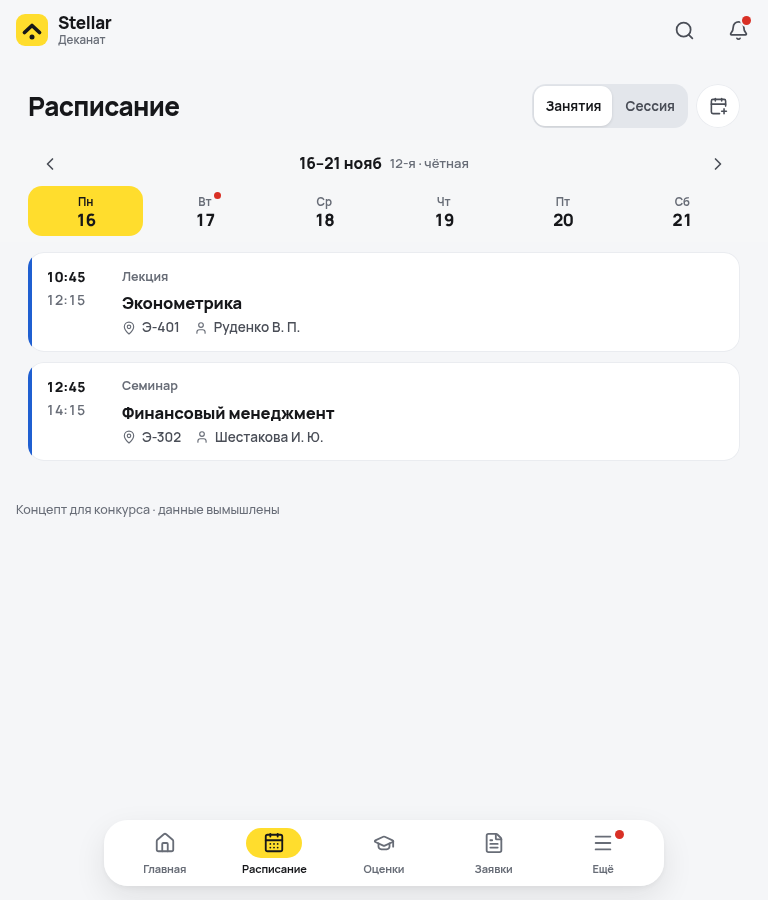 Stellar
Деканат
Расписание
Занятия Сессия
16–21 нояб 12-я · чётная
Пн Вт Ср Чт Пт Сб
16 17 18 19 20 21
10:45 Лекция
12:15 Эконометрика
Э-401 Руденко В. П.
12:45 Семинар
14:15 Финансовый менеджмент
Э-302 Шестакова И. Ю.
Концепт для конкурса · данные вымышлены
Главная Расписание Оценки Заявки Ещё